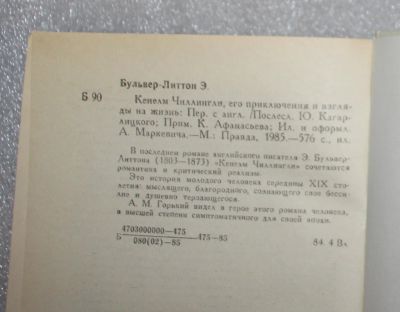 Бульвер-Литтон Э.
Б 90
Кенелм Чиллингли, его приключения и взгля-
ды на жизнь: Пер. с англ. /Послесл. Ю. Кагар-
лицкого; Прим. К. Афанасьева; Ил. и оформл.
А. Маркевича.—М.: Правда, 1985.—576 с., ил.
В последнем романе английского писателя Э. Бульвер-
Литтона (1803—1873) «Кенелм Чиллингли» сочетаются
романтика и критический реализм.
Это история молодого человека середины XIX сто-
летия: мыслящего, благородного, сознающего свое бесси-
лие и душевно терзающегося.
А. М. Горький видел в герое этого романа человека,
в высшей степени симптоматичного для своей эпохи.
Б 4703000000—475 / 080(02)—85 475—85
84. 4 Вл